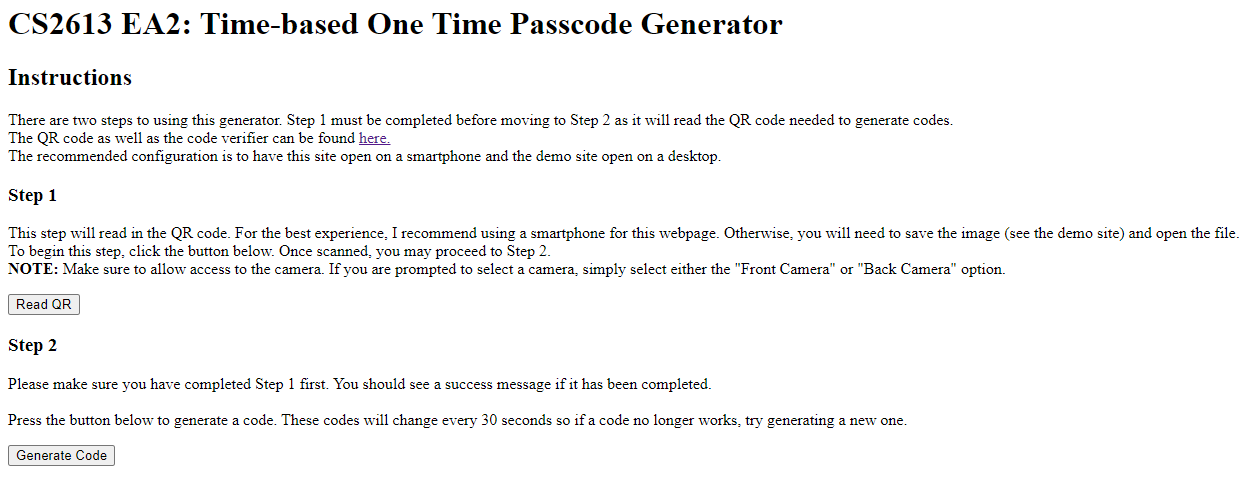 CS2613 EA2: Time-based One Time Passcode Generator
Instructions
There are two steps to using this generator. Step 1 must be completed before moving to Step 2 as it will read the QR code needed to generate codes.
The QR code as well as the code verifier can be found here.
The recommended configuration is to have this site open on a smartphone and the demo site open on a desktop.
Step 1
This step will read in the QR code. For the best experience, I recommend using a smartphone for this webpage. Otherwise, you will need to save the image (see the demo site) and open the file.
To begin this step, click the button below. Once scanned, you may proceed to Step 2.
NOTE: Make sure to allow access to the camera. If you are prompted to select a camera, simply select either the "Front Camera" or "Back Camera" option.
Read QR
Step 2
Please make sure you have completed Step 1 first. You should see a success message if it has been completed.
Press the button below to generate a code. These codes will change every 30 seconds so if a code no longer works, try generating a new one.
Generate Code